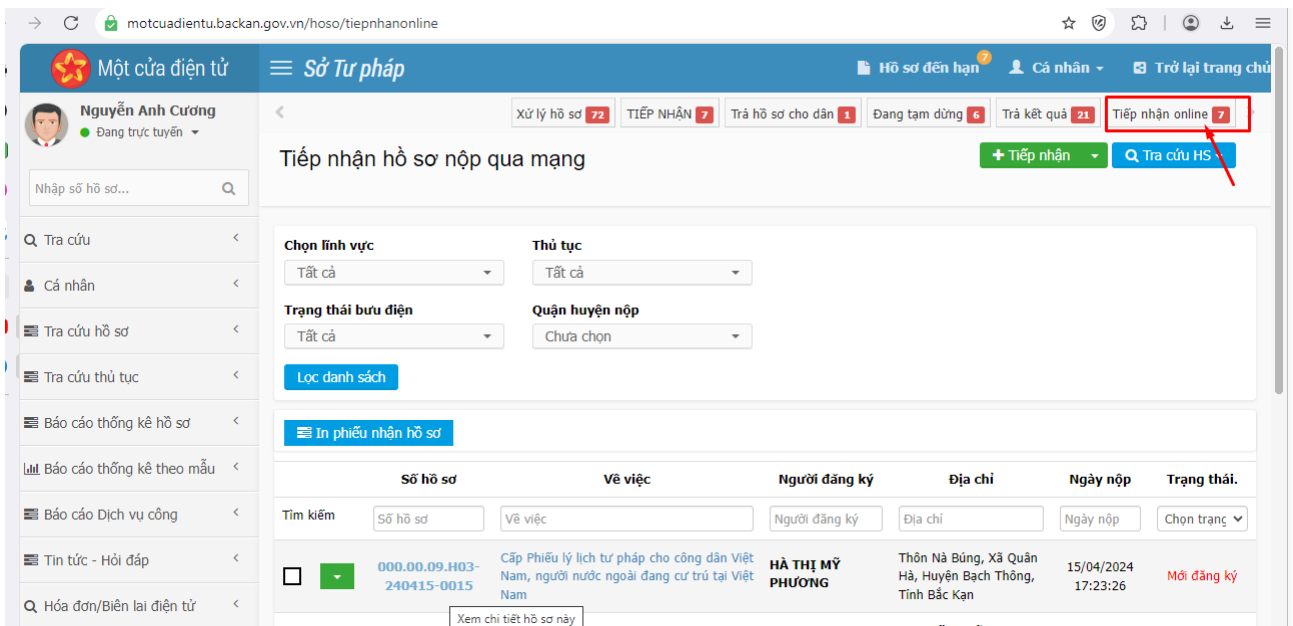 motcuadientu.backan.gov.vn/hoso/tiepnhanonline
Một cửa điện tử
Sở Tư pháp
Hồ sơ đến hạn 7
Cá nhân
Trở lại trang chủ
Nguyễn Anh Cương
Đang trực tuyến
Xử lý hồ sơ 72
TIẾP NHẬN 7
Trả hồ sơ cho dân 1
Đang tạm dừng 6
Trả kết quả 21
Tiếp nhận online 7
Tiếp nhận hồ sơ nộp qua mạng
+ Tiếp nhận
Tra cứu HS
Nhập số hồ sơ...
Tra cứu
Cá nhân
Tra cứu hồ sơ
Tra cứu thủ tục
Báo cáo thống kê hồ sơ
Báo cáo thống kê theo mẫu
Báo cáo Dịch vụ công
Tin tức - Hỏi đáp
Hóa đơn/Biên lai điện tử
Chọn lĩnh vực
Thủ tục
Tất cả
Tất cả
Trạng thái bưu điện
Quận huyện nộp
Tất cả
Chưa chọn
Lọc danh sách
In phiếu nhận hồ sơ
Số hồ sơ
Về việc
Người đăng ký
Địa chỉ
Ngày nộp
Trạng thái.
Tìm kiếm
Số hồ sơ
Về việc
Người đăng ký
Địa chỉ
Ngày nộp
Chọn trạng
000.00.09.H03-
240415-0015
Cấp Phiếu lý lịch tư pháp cho công dân Việt
Nam, người nước ngoài đang cư trú tại Việt
Nam
HÀ THỊ MỸ
PHƯƠNG
Thôn Nà Búng, Xã Quân
Hà, Huyện Bạch Thông,
Tỉnh Bắc Kạn
15/04/2024
17:23:26
Mới đăng ký
Xem chi tiết hồ sơ này